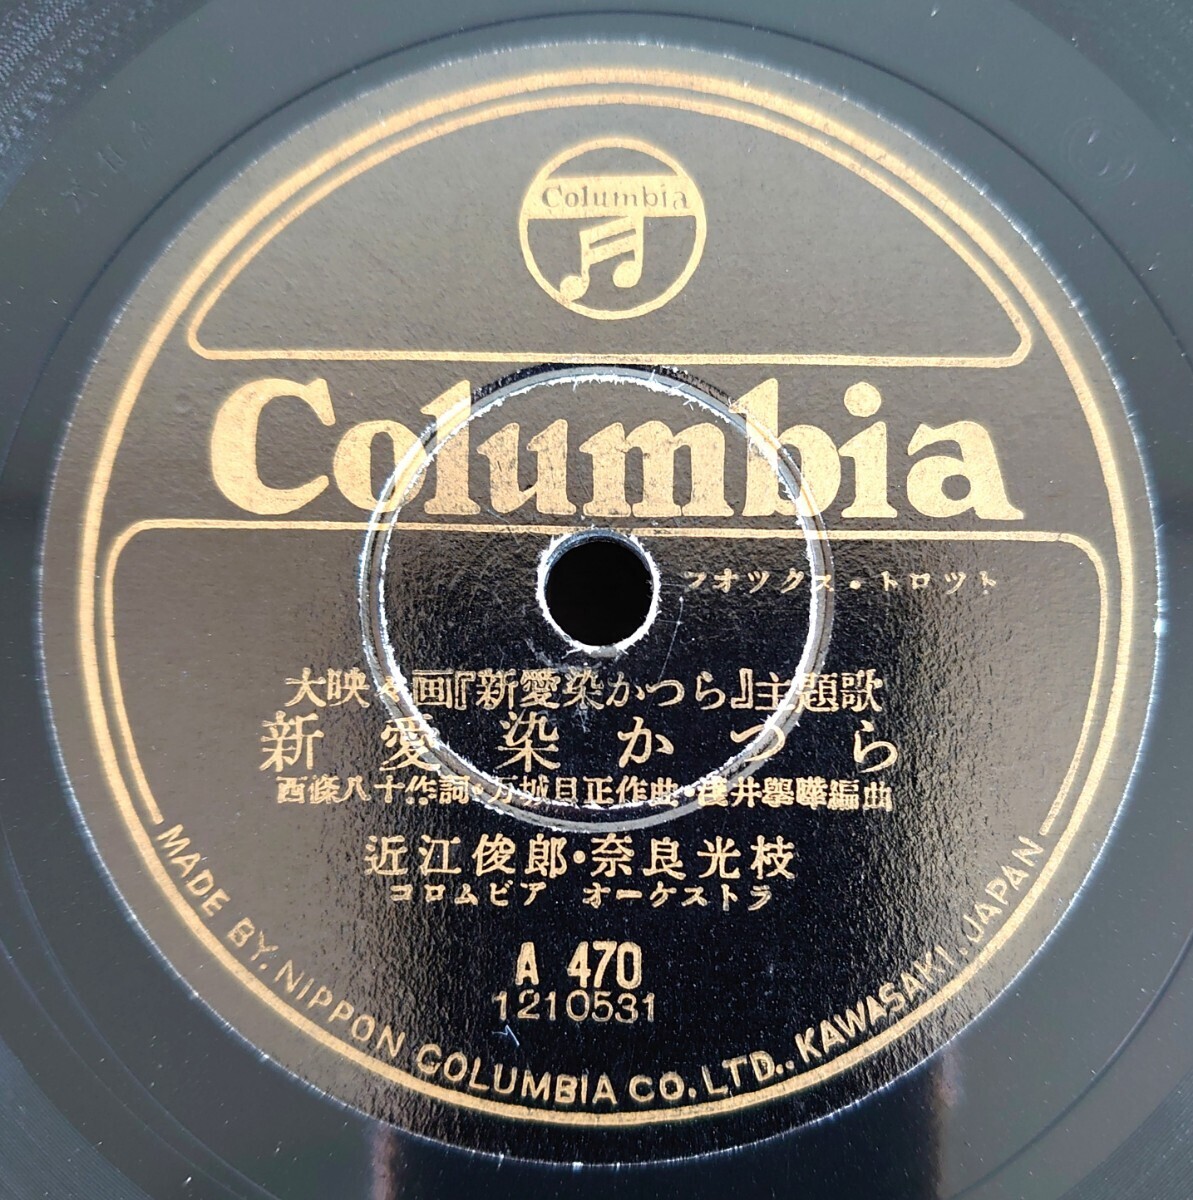 Columbia
Columbia
フオックス・トロット
大映々画『新愛染かつら』主題歌
新愛染かつら
西條八十作詞・万城目正作曲・淺井擧曄編曲
近江俊郎・奈良光枝
コロムビア オーケストラ
A 470
1210531
MADE BY. NIPPON COLUMBIA CO. LTD., KAWASAKI, JAPAN